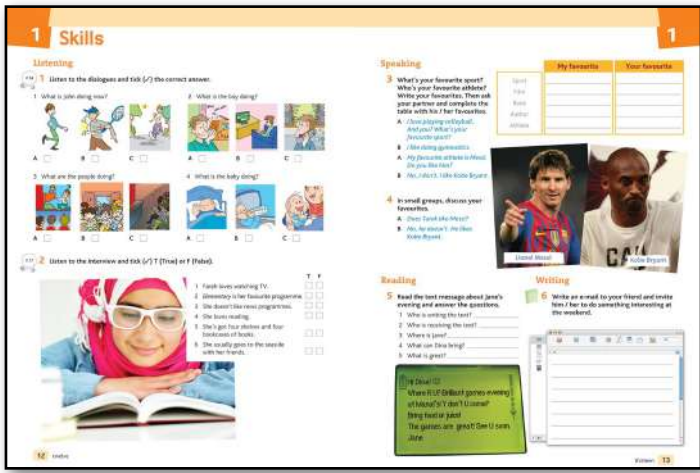 1 Skills
1
Listening
1 Listen to the dialogues and tick (✓) the correct answer.
1 What is John doing now?
2 What is the boy doing?
A B C
A B C
3 What are the people doing?
4 What is the baby doing?
A B C
A B C
2 Listen to the interview and tick (✓) T (True) or F (False).
T F
1 Farah loves watching TV.
2 Elementary is her favourite programme.
3 She doesn't like news programmes.
4 She loves reading.
5 She's got four shelves and four
bookcases of books.
6 She usually goes to the seaside
with her friends.
12 twelve
Speaking
3 What's your favourite sport?
Who's your favourite athlete?
Write your favourites. Then ask
your partner and complete the
table with his / her favourites.
A I love playing volleyball.
And you? What's your
favourite sport?
B I like doing gymnastics.
A My favourite athlete is Messi.
Do you like him?
B No, I don't. I like Kobe Bryant.
My favourite Your favourite
Sport
Film
Book
Author
Athlete
4 In small groups, discuss your
favourites.
A Does Tarek like Messi?
B No, he doesn't. He likes
Kobe Bryant.
Lionel Messi
Kobe Bryant
Reading
5 Read the text message about Jane's
evening and answer the questions.
1 Who is writing the text?
2 Who is receiving the text?
3 Where is Jane?
4 What can Dina bring?
5 What is great?
Hi Dina!
Where R U? Brilliant games evening
at Manal's! Y don't U come?
Bring food or juice!
The games are great! See U soon.
Jane
Writing
6 Write an e-mail to your friend and invite
him / her to do something interesting at
the weekend.
thirteen 13